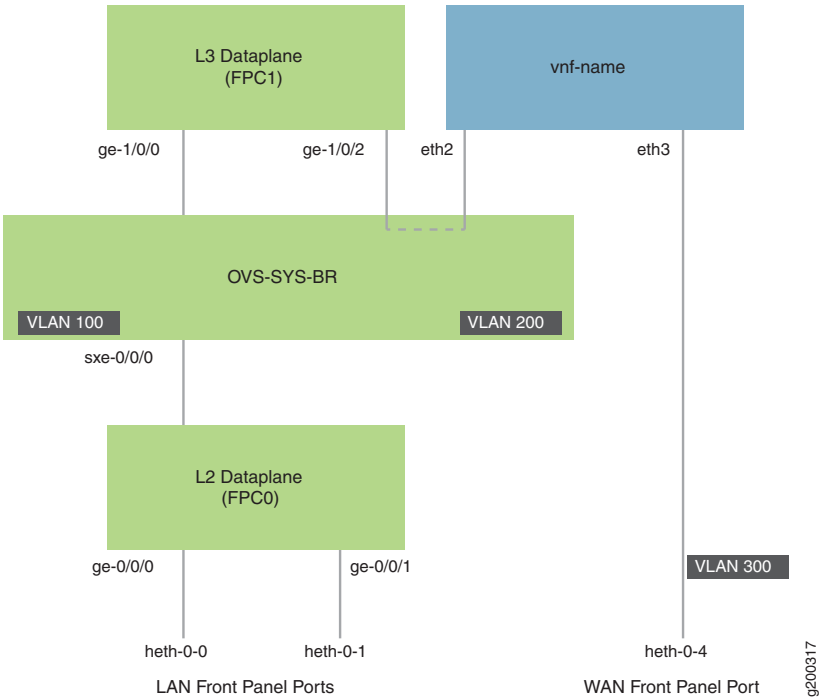 L3 Dataplane
(FPC1)
vnf-name
ge-1/0/0
ge-1/0/2
eth2
eth3
OVS-SYS-BR
VLAN 100
VLAN 200
sxe-0/0/0
L2 Dataplane
(FPC0)
ge-0/0/0
ge-0/0/1
VLAN 300
heth-0-0
heth-0-1
heth-0-4
LAN Front Panel Ports
WAN Front Panel Port
g200317